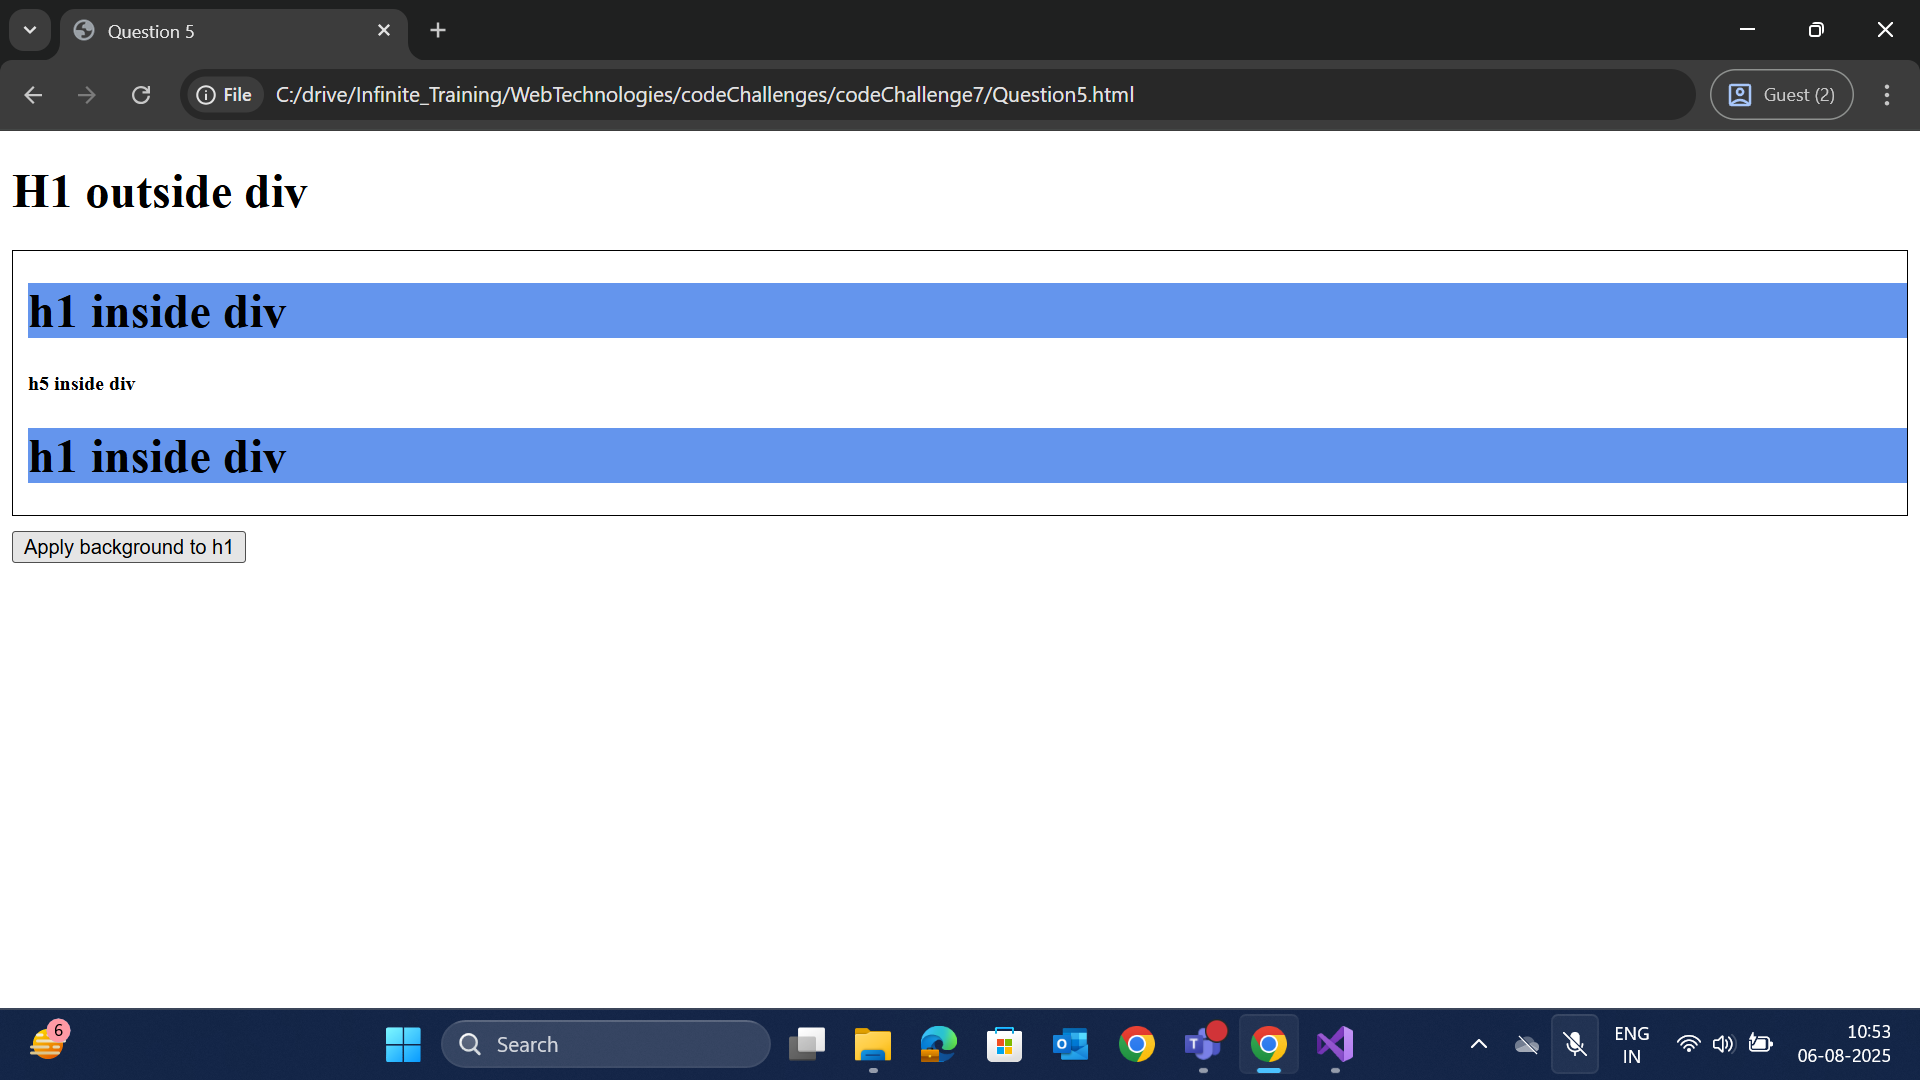 Question 5
File
C:/drive/Infinite_Training/WebTechnologies/codeChallenges/codeChallenge7/Question5.html
Guest (2)
H1 outside div
h1 inside div
h5 inside div
h1 inside div
Apply background to h1
6
Search
ENG
IN
10:53
06-08-2025